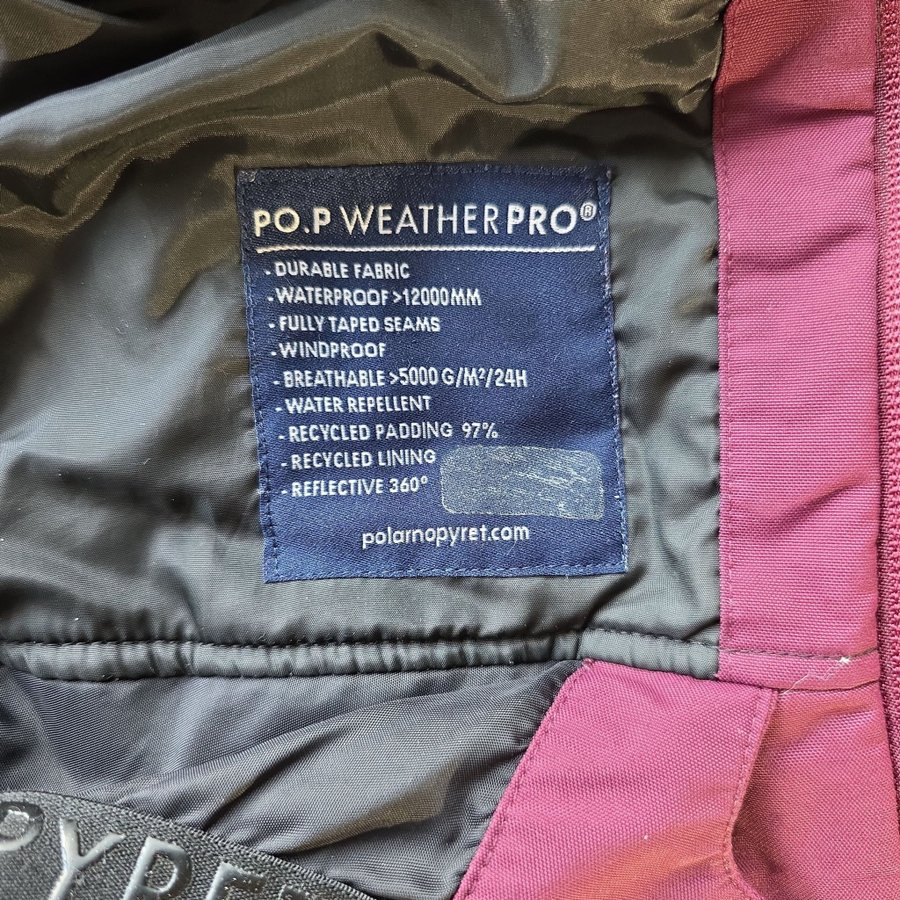 PO.P WEATHERPRO®
- DURABLE FABRIC
- WATERPROOF >12000MM
- FULLY TAPED SEAMS
- WINDPROOF
- BREATHABLE >5000 G/M²/24H
- WATER REPELLENT
- RECYCLED PADDING 97%
- RECYCLED LINING
- REFLECTIVE 360°
polarnopyret.com
PYRET